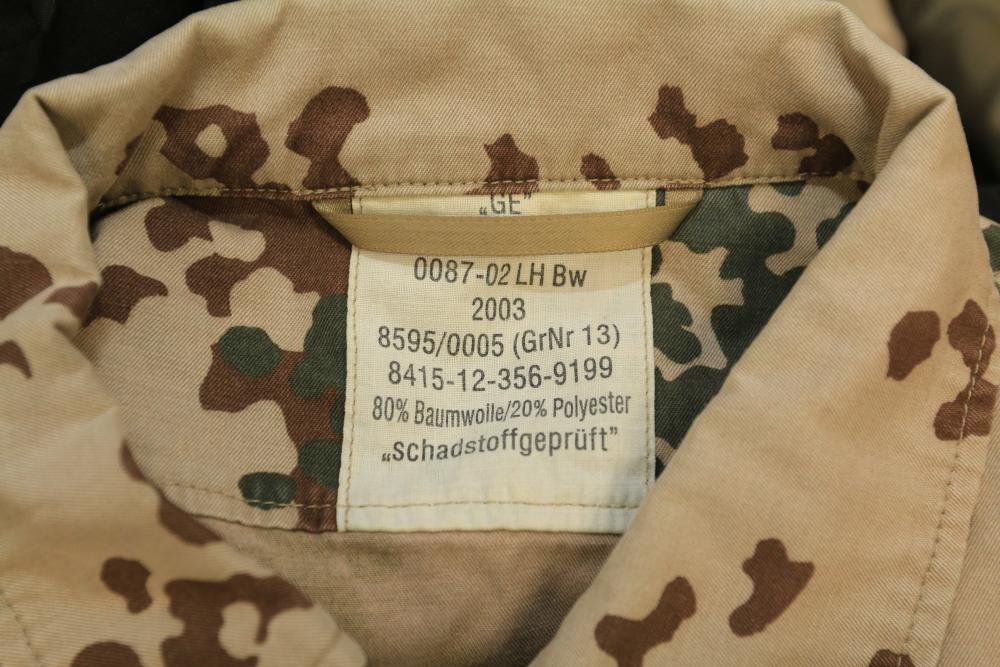 „GE”
0087-02 LH Bw
2003
8595/0005 (GrNr 13)
8415-12-356-9199
80% Baumwolle/20% Polyester
„Schadstoffgeprüft”